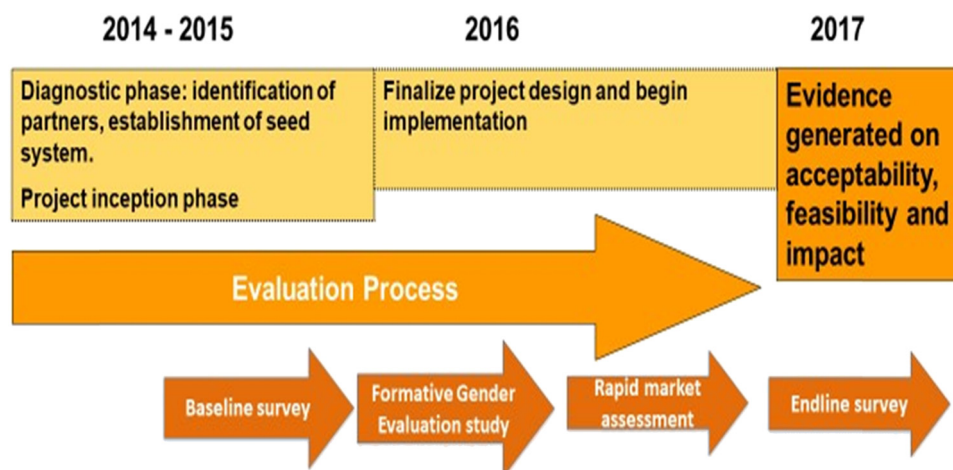 2014 - 2015
2016
2017
Diagnostic phase: identification of
partners, establishment of seed
system.
Project inception phase
Finalize project design and begin
implementation
Evidence
generated on
acceptability,
feasibility and
impact
Evaluation Process
Baseline survey
Formative Gender
Evaluation study
Rapid market
assessment
Endline survey